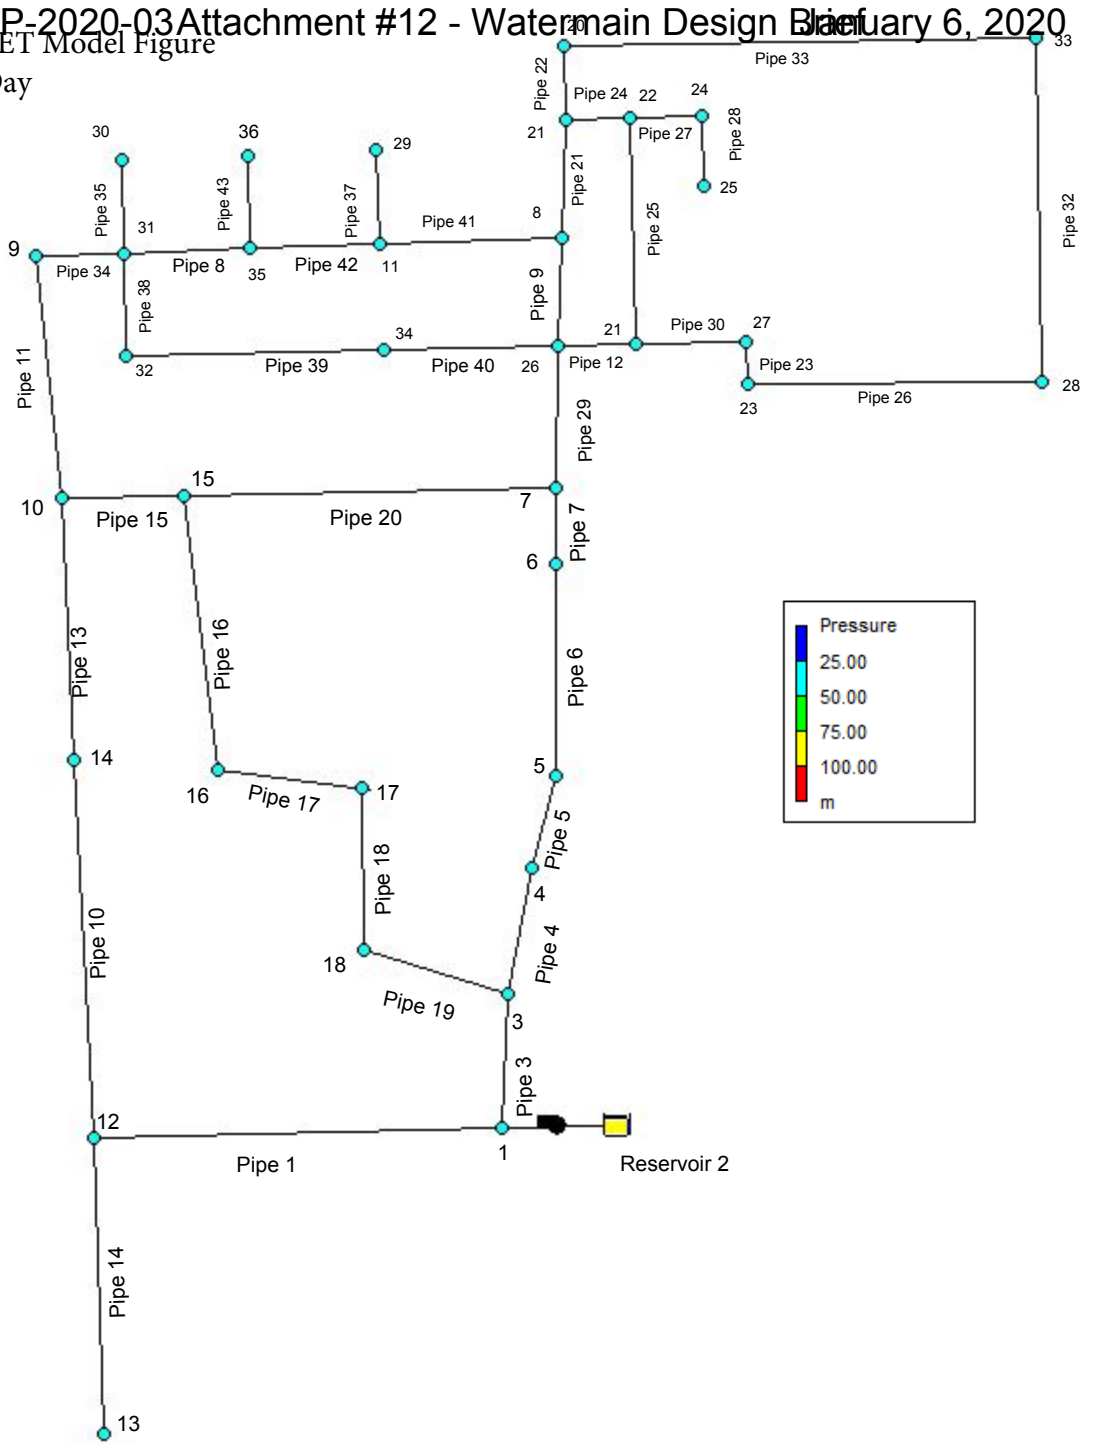 P-2020-03 Attachment #12 - Watermain Design Brief January 6, 2020
ET Model Figure
Day
20
33
Pipe 33
Pipe 22
Pipe 24
22
24
21
Pipe 27
Pipe 28
25
30
36
29
Pipe 21
Pipe 35
Pipe 43
Pipe 37
Pipe 41
8
Pipe 25
Pipe 32
31
9
Pipe 34
Pipe 8
35
Pipe 42
11
Pipe 9
Pipe 38
34
21
Pipe 30
27
32
Pipe 39
Pipe 40
26
Pipe 12
Pipe 23
28
Pipe 26
23
Pipe 11
Pipe 29
15
10
Pipe 15
Pipe 20
7
Pipe 7
6
Pipe 13
Pipe 16
Pipe 6
Pressure
25.00
50.00
75.00
100.00
m
14
5
16
Pipe 17
17
Pipe 5
Pipe 18
4
Pipe 10
Pipe 4
18
Pipe 19
3
Pipe 3
12
Pipe 1
1
Reservoir 2
Pipe 14
13